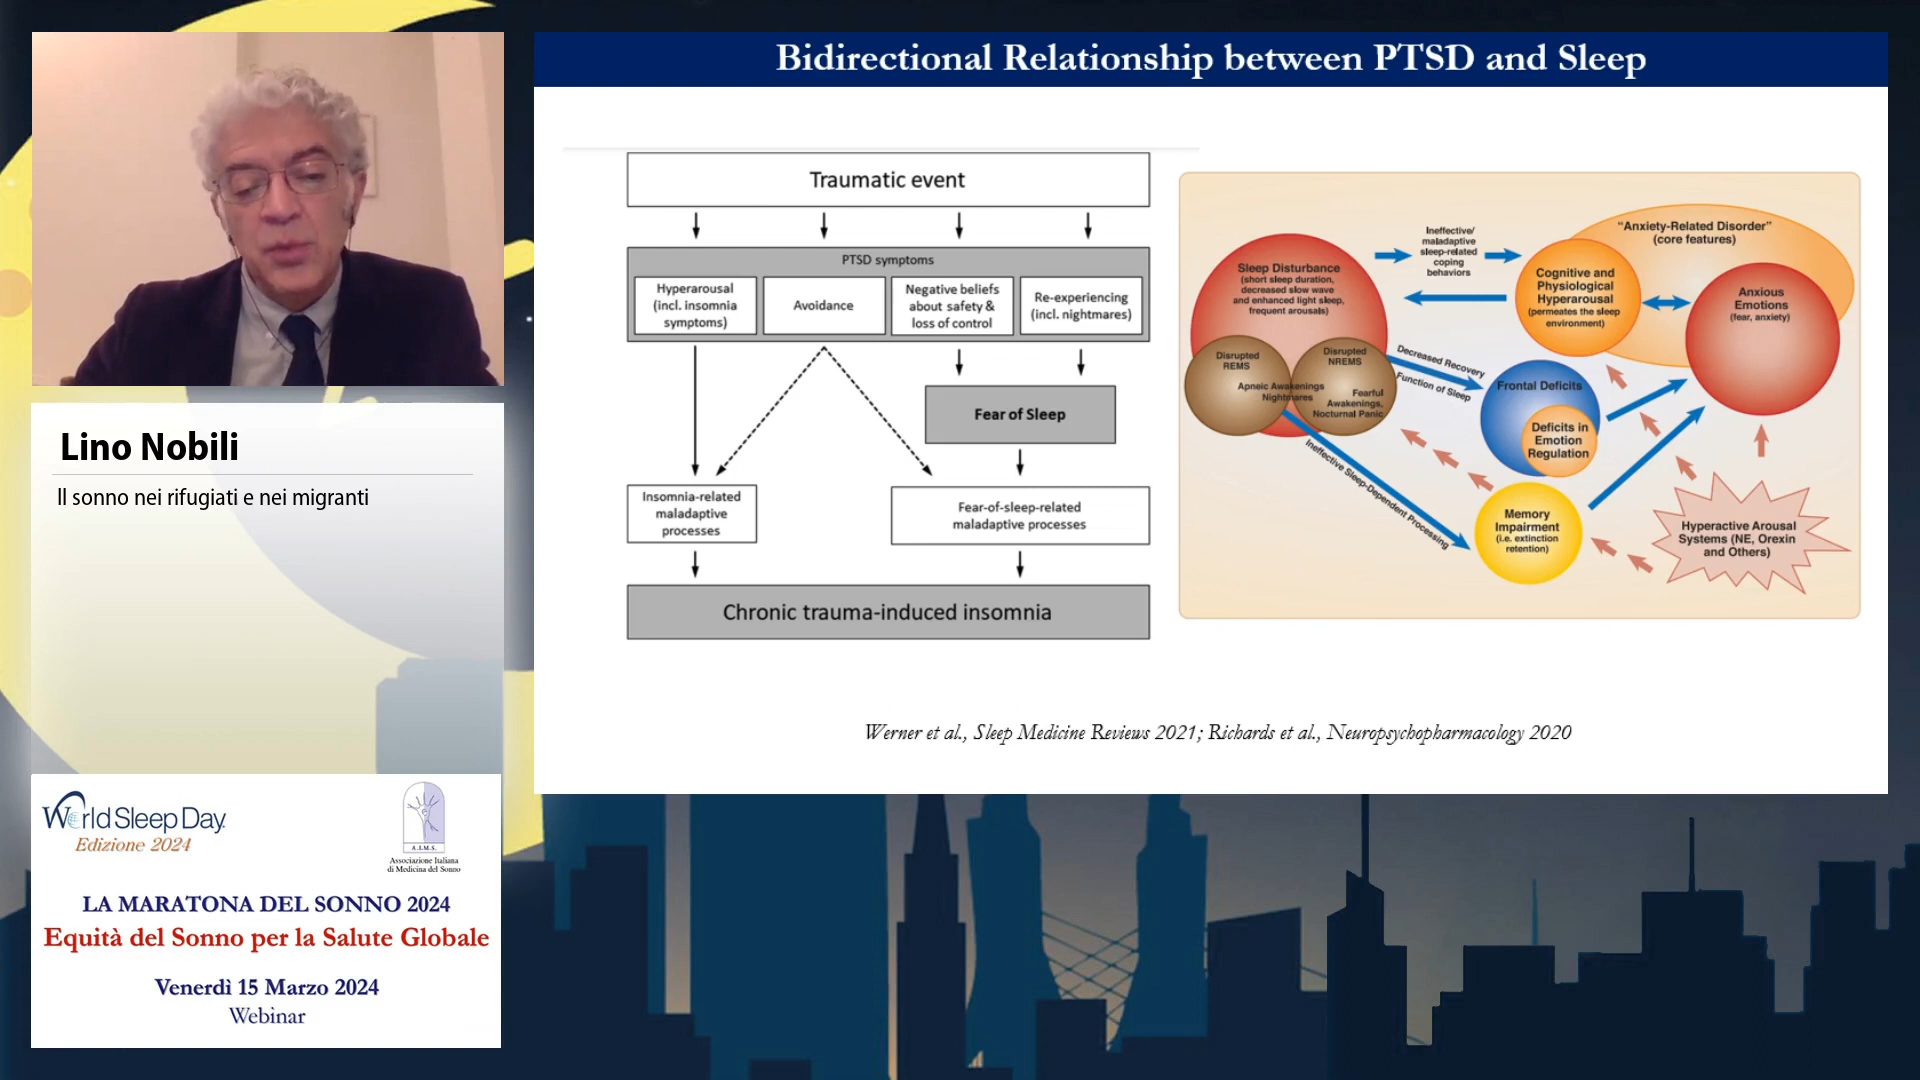 Bidirectional Relationship between PTSD and Sleep
Traumatic event
PTSD symptoms
Hyperarousal
(incl. insomnia
symptoms)
Avoidance
Negative beliefs
about safety &
loss of control
Re-experiencing
(incl. nightmares)
Fear of Sleep
Insomnia-related
maladaptive
processes
Fear-of-sleep-related
maladaptive processes
Chronic trauma-induced insomnia
Sleep Disturbance
(short sleep duration,
decreased slow wave
and enhanced light sleep,
frequent arousals)
Disrupted
REMS
Disrupted
NREMS
Apneic Awakenings
Nightmares
Fearful
Awakenings,
Nocturnal Panic
Ineffective/
maladaptive
sleep-related
coping
behaviors
"Anxiety-Related Disorder"
(core features)
Cognitive and
Physiological
Hyperarousal
(permeates the sleep
environment)
Anxious
Emotions
(fear, anxiety)
Decreased Recovery
Function of Sleep
Frontal Deficits
Deficits in
Emotion
Regulation
Ineffective Sleep-Dependent Processing
Memory
Impairment
(i.e. extinction
retention)
Hyperactive Arousal
Systems (NE, Orexin
and Others)
Werner et al., Sleep Medicine Reviews 2021; Richards et al., Neuropsychopharmacology 2020
Lino Nobili
Il sonno nei rifugiati e nei migranti
World Sleep Day.
Edizione 2024
A.I.M.S.
Associazione Italiana
di Medicina del Sonno
LA MARATONA DEL SONNO 2024
Equità del Sonno per la Salute Globale
Venerdì 15 Marzo 2024
Webinar